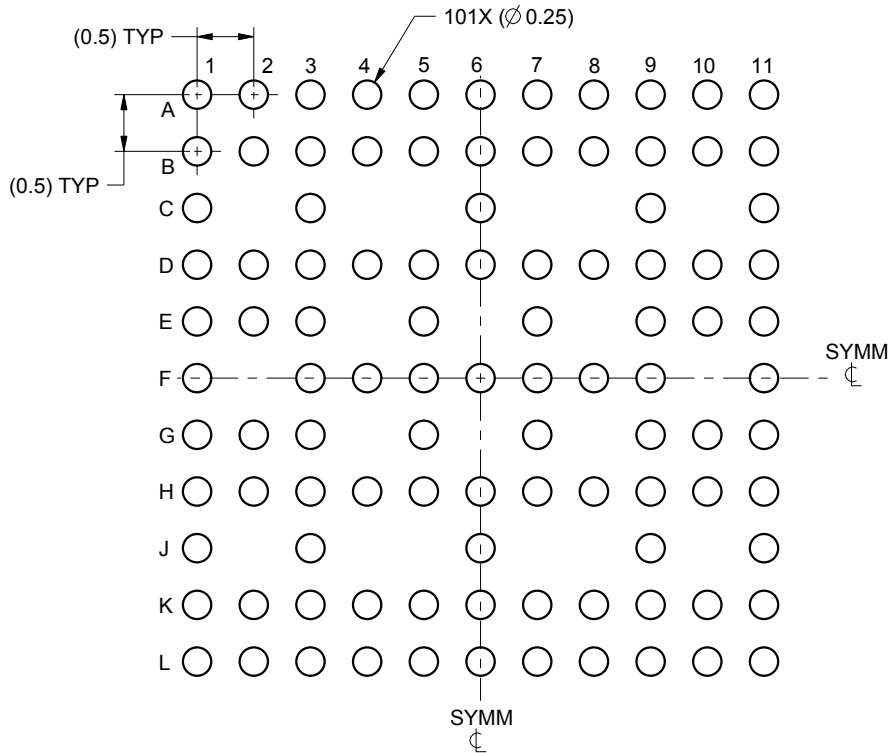 101X (∅ 0.25)
(0.5) TYP
1 2 3 4 5 6 7 8 9 10 11
A
B
(0.5) TYP
C
D
E
SYMM
℄
F
G
H
J
K
L
SYMM
℄